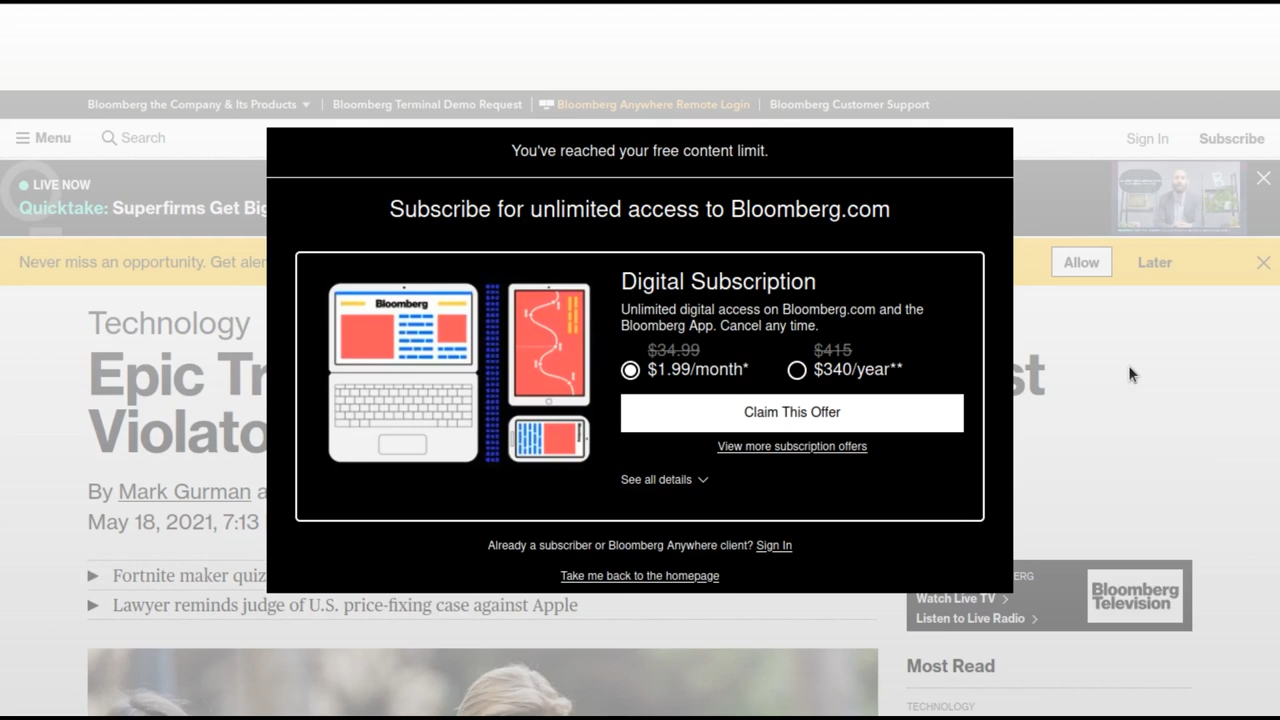 Bloomberg the Company & Its Products
Bloomberg Terminal Demo Request
Bloomberg Anywhere Remote Login
Bloomberg Customer Support
Menu
Search
Sign In
Subscribe
LIVE NOW
Quicktake: Superfirms Get Big
Never miss an opportunity. Get aler
Allow
Later
You've reached your free content limit.
Subscribe for unlimited access to Bloomberg.com
Bloomberg
Digital Subscription
Unlimited digital access on Bloomberg.com and the
Bloomberg App. Cancel any time.
$34.99
$415
$1.99/month*
$340/year**
Claim This Offer
View more subscription offers
See all details
Already a subscriber or Bloomberg Anywhere client? Sign In
Take me back to the homepage
Technology
Epic Tr
st
Violato
By Mark Gurman a
May 18, 2021, 7:13
Fortnite maker quiz
Lawyer reminds judge of U.S. price-fixing case against Apple
ERG
Watch Live TV
Listen to Live Radio
Bloomberg
Television
Most Read
TECHNOLOGY